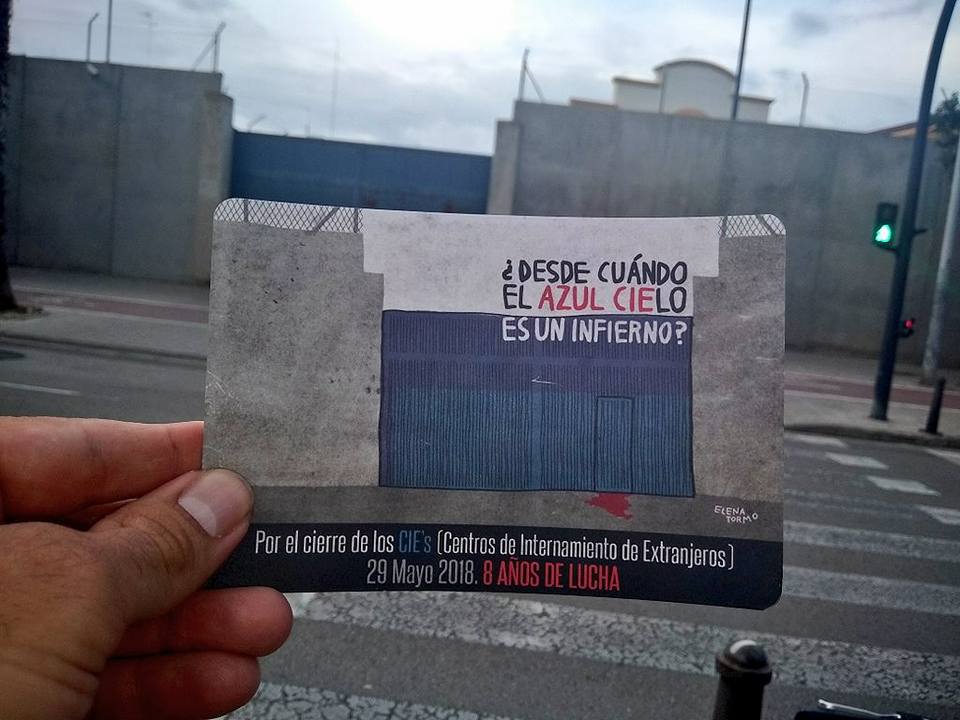 ¿DESDE CUÁNDO
EL AZUL CIELO
ES UN INFIERNO?
ELENA
TORMO
Por el cierre de los CIE's (Centros de Internamiento de Extranjeros)
29 Mayo 2018. 8 AÑOS DE LUCHA